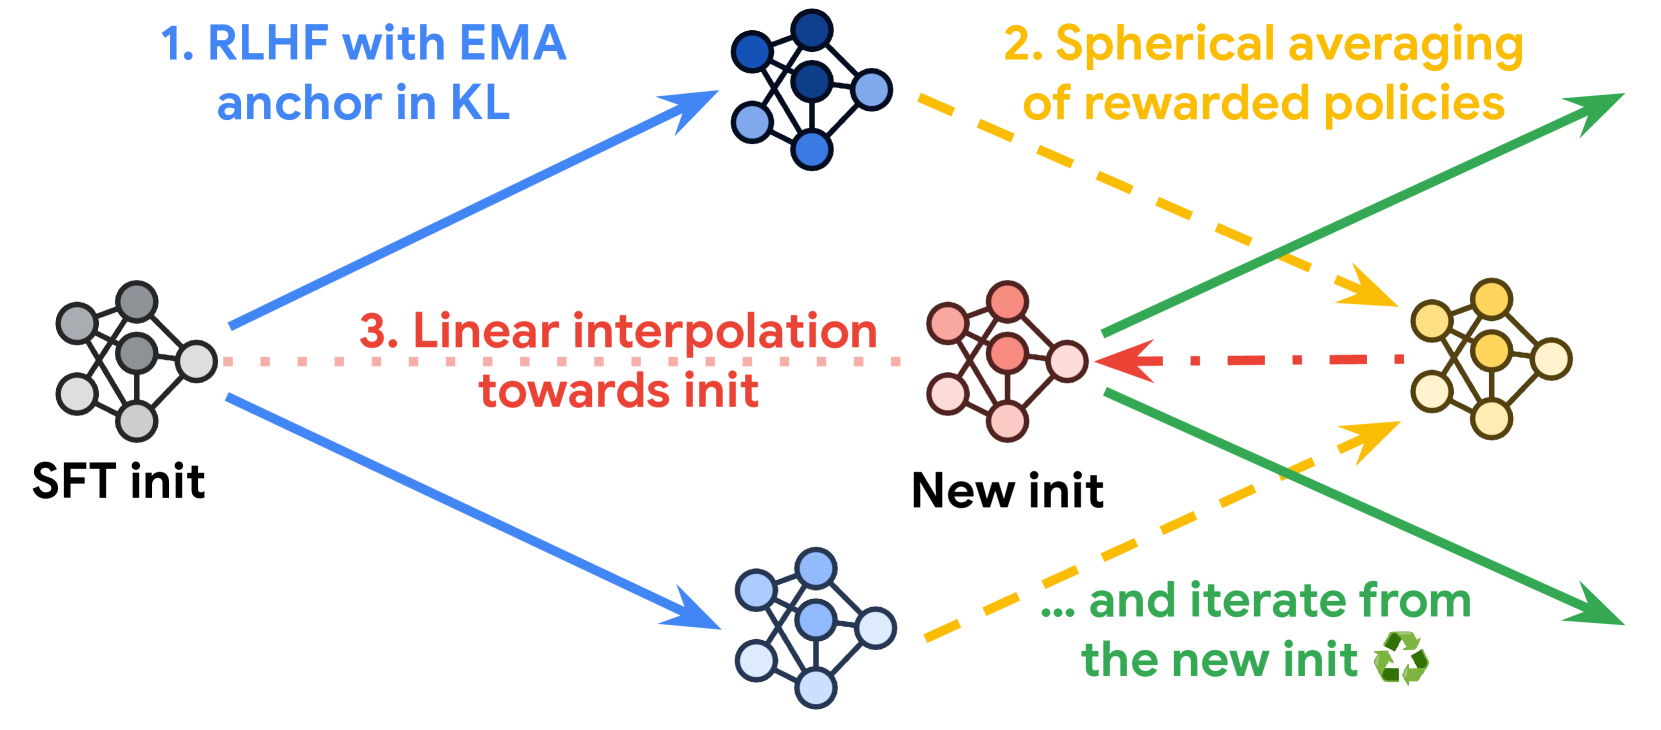 1. RLHF with EMA
anchor in KL
2. Spherical averaging
of rewarded policies
3. Linear interpolation
towards init
SFT init
New init
... and iterate from
the new init ♻